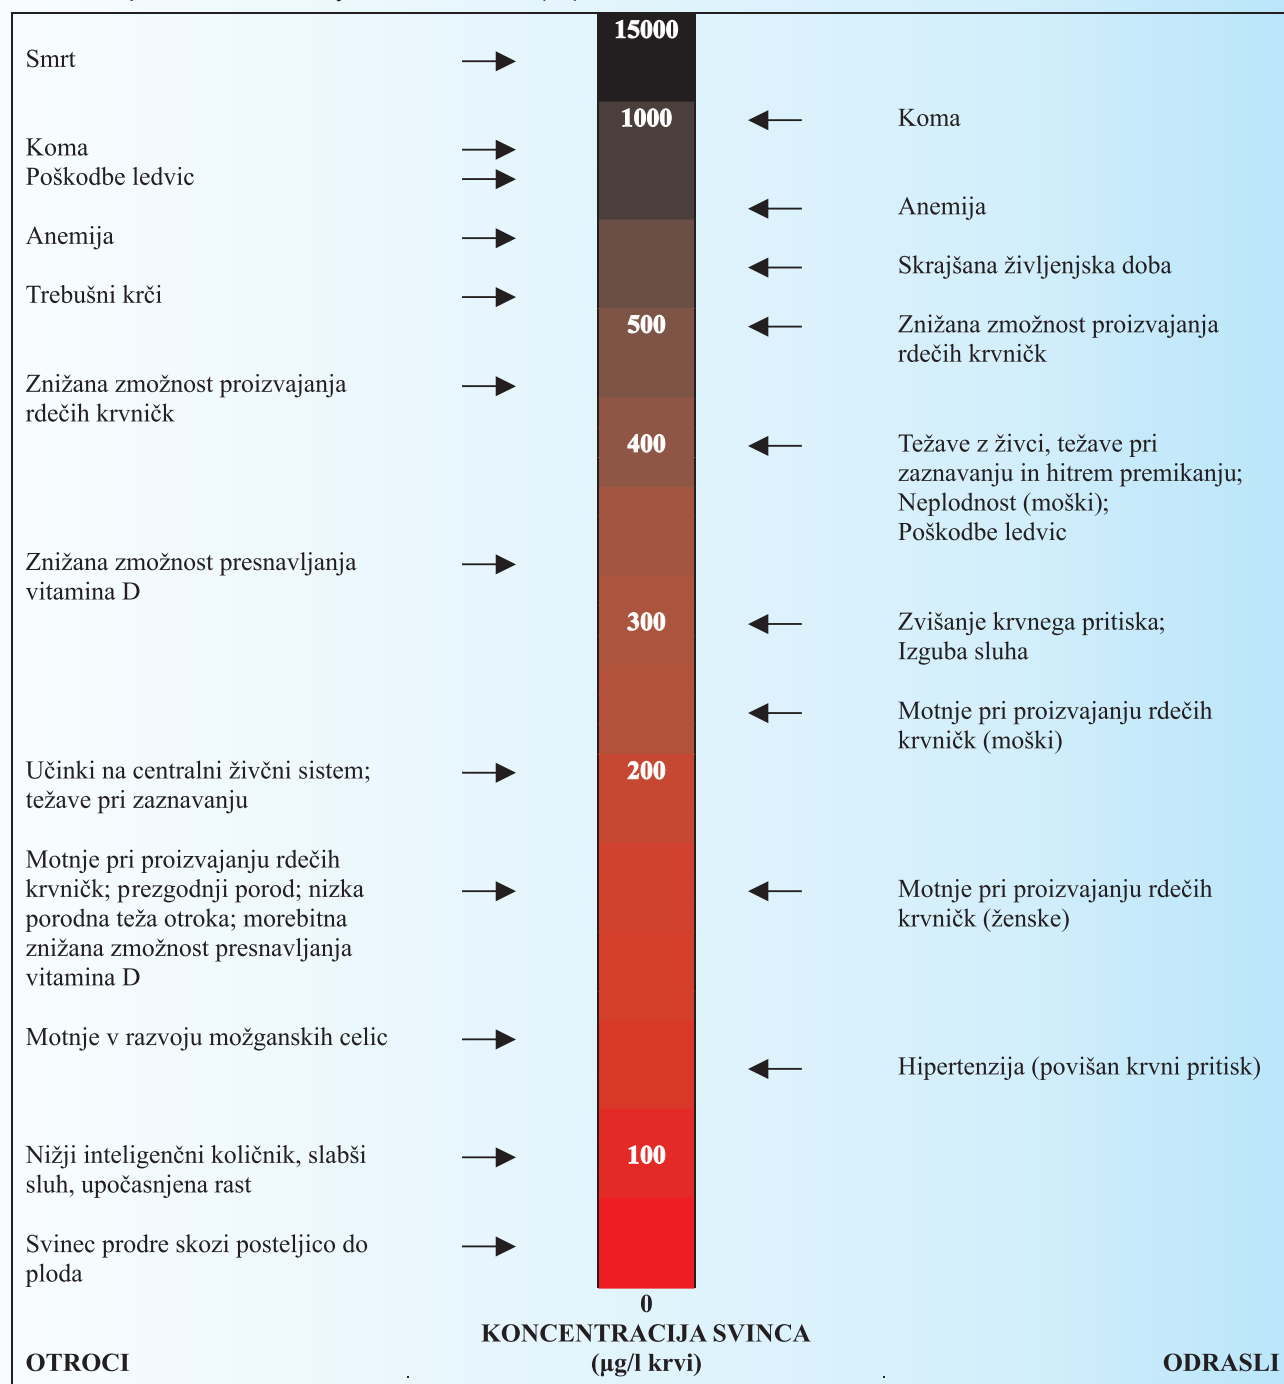 15000
Smrt
1000
Koma
Koma
Poškodbe ledvic
Anemija
Anemija
Skrajšana življenjska doba
Trebušni krči
500
Znižana zmožnost proizvajanja
rdečih krvničk
Znižana zmožnost proizvajanja
rdečih krvničk
400
Težave z živci, težave pri
zaznavanju in hitrem premikanju;
Neplodnost (moški);
Poškodbe ledvic
Znižana zmožnost presnavljanja
vitamina D
300
Zvišanje krvnega pritiska;
Izguba sluha
Motnje pri proizvajanju rdečih
krvničk (moški)
Učinki na centralni živčni sistem;
težave pri zaznavanju
200
Motnje pri proizvajanju rdečih
krvničk; prezgodnji porod; nizka
porodna teža otroka; morebitna
znižana zmožnost presnavljanja
vitamina D
Motnje pri proizvajanju rdečih
krvničk (ženske)
Motnje v razvoju možganskih celic
Hipertenzija (povišan krvni pritisk)
Nižji inteligenčni količnik, slabši
sluh, upočasnjena rast
100
Svinec prodre skozi posteljico do
ploda
0
KONCENTRACIJA SVINCA
(µg/l krvi)
OTROCI
ODRASLI